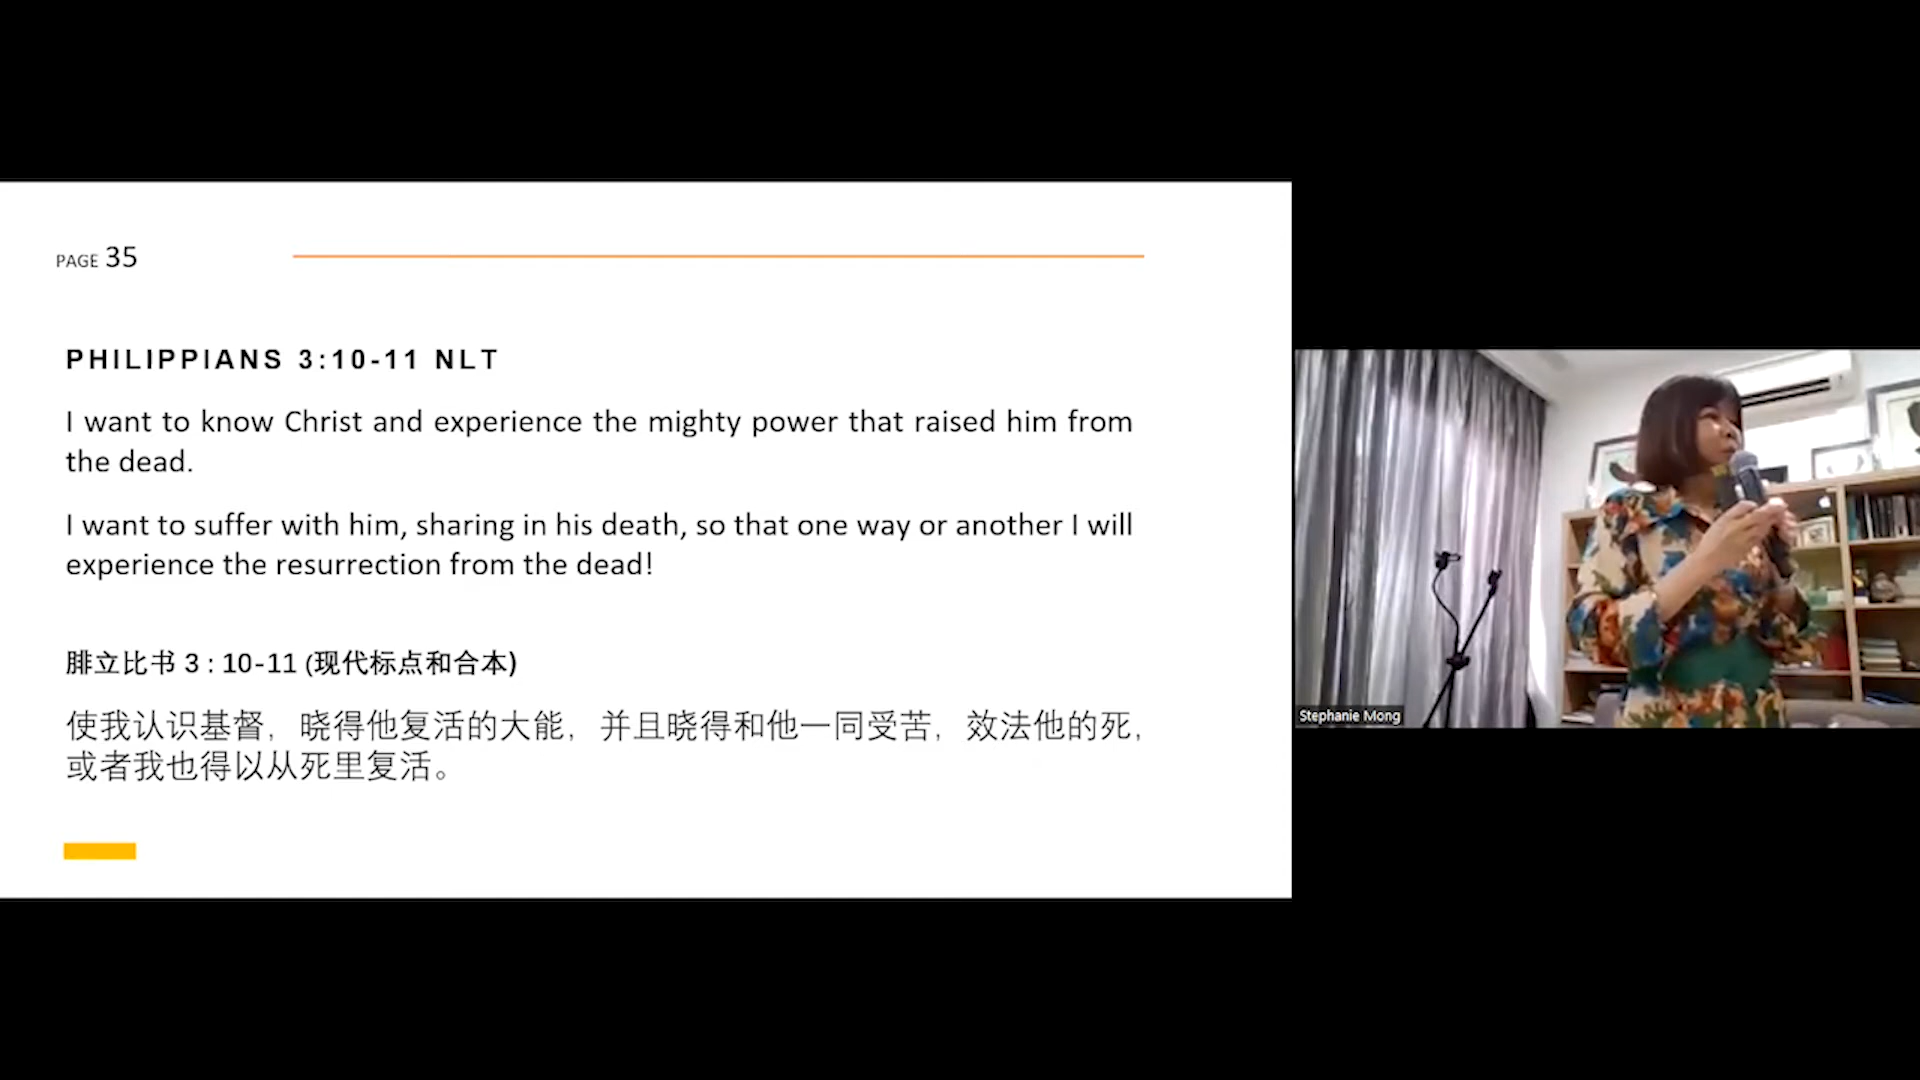 PAGE 35
PHILIPPIANS 3:10-11 NLT
I want to know Christ and experience the mighty power that raised him from
the dead.
I want to suffer with him, sharing in his death, so that one way or another I will
experience the resurrection from the dead!
腓立比书 3 : 10-11 (现代标点和合本)
使我认识基督，晓得他复活的大能，并且晓得和他一同受苦，效法他的死，
或者我也得以从死里复活。
Stephanie Mong